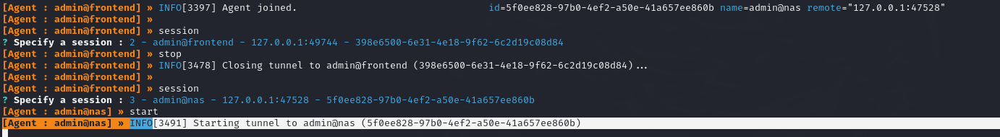 [Agent : admin@frontend] » INFO[3397] Agent joined. id=5f0ee828-97b0-4ef2-a50e-41a657ee860b name=admin@nas remote="127.0.0.1:47528"
[Agent : admin@frontend] »
[Agent : admin@frontend] » session
? Specify a session : 2 - admin@frontend - 127.0.0.1:49744 - 398e6500-6e31-4e18-9f62-6c2d19c08d84
[Agent : admin@frontend] » stop
[Agent : admin@frontend] » INFO[3478] Closing tunnel to admin@frontend (398e6500-6e31-4e18-9f62-6c2d19c08d84)...
[Agent : admin@frontend] »
[Agent : admin@frontend] » session
? Specify a session : 3 - admin@nas - 127.0.0.1:47528 - 5f0ee828-97b0-4ef2-a50e-41a657ee860b
[Agent : admin@nas] » start
[Agent : admin@nas] » INFO[3491] Starting tunnel to admin@nas (5f0ee828-97b0-4ef2-a50e-41a657ee860b)